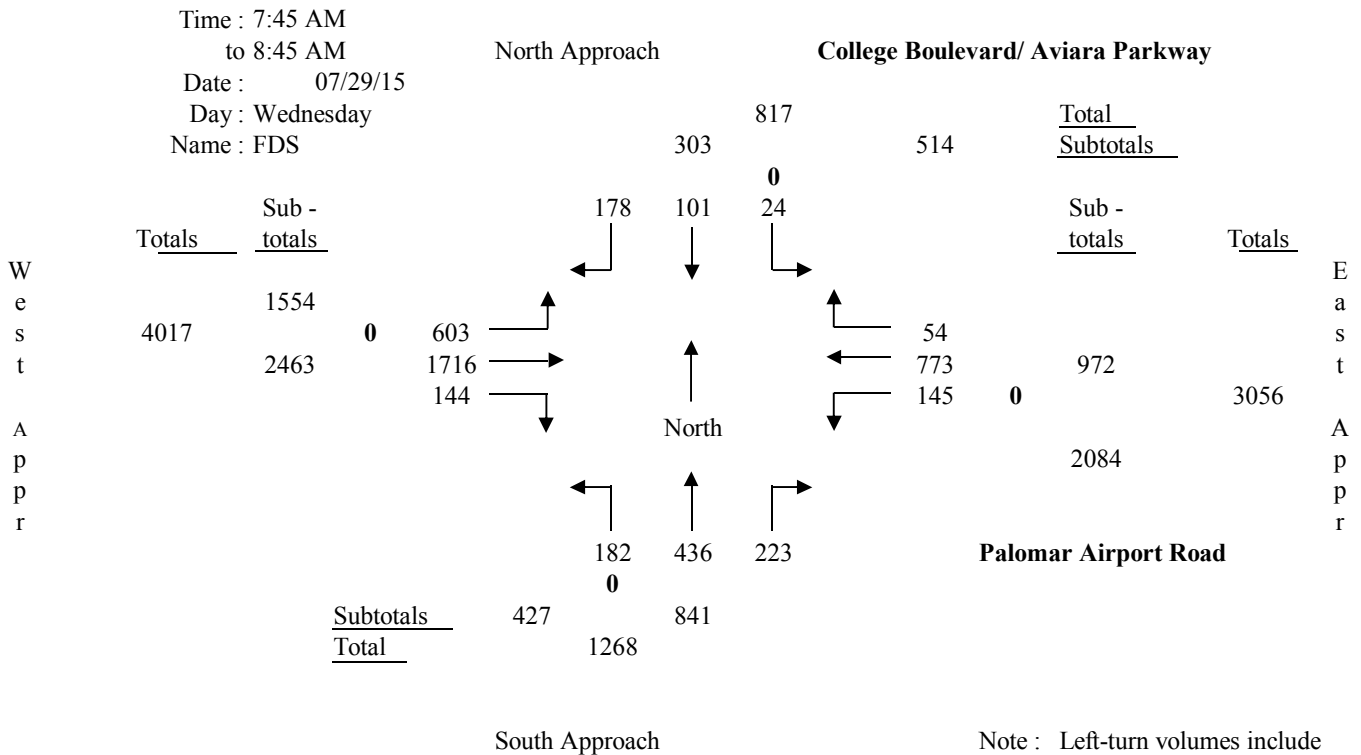 Time : 7:45 AM
to 8:45 AM North Approach College Boulevard/ Aviara Parkway
Date : 07/29/15
Day : Wednesday 817 Total
Name : FDS 303 514 Subtotals
0
Sub - 178 101 24 Sub -
Totals totals totals Totals
W E
e 1554 a
s 4017 0 603 54 s
t 2463 1716 773 972 t
144 145 0 3056
A North A
p 2084 p
p p
r r
182 436 223 Palomar Airport Road
0
Subtotals 427 841
Total 1268
South Approach Note : Left-turn volumes include